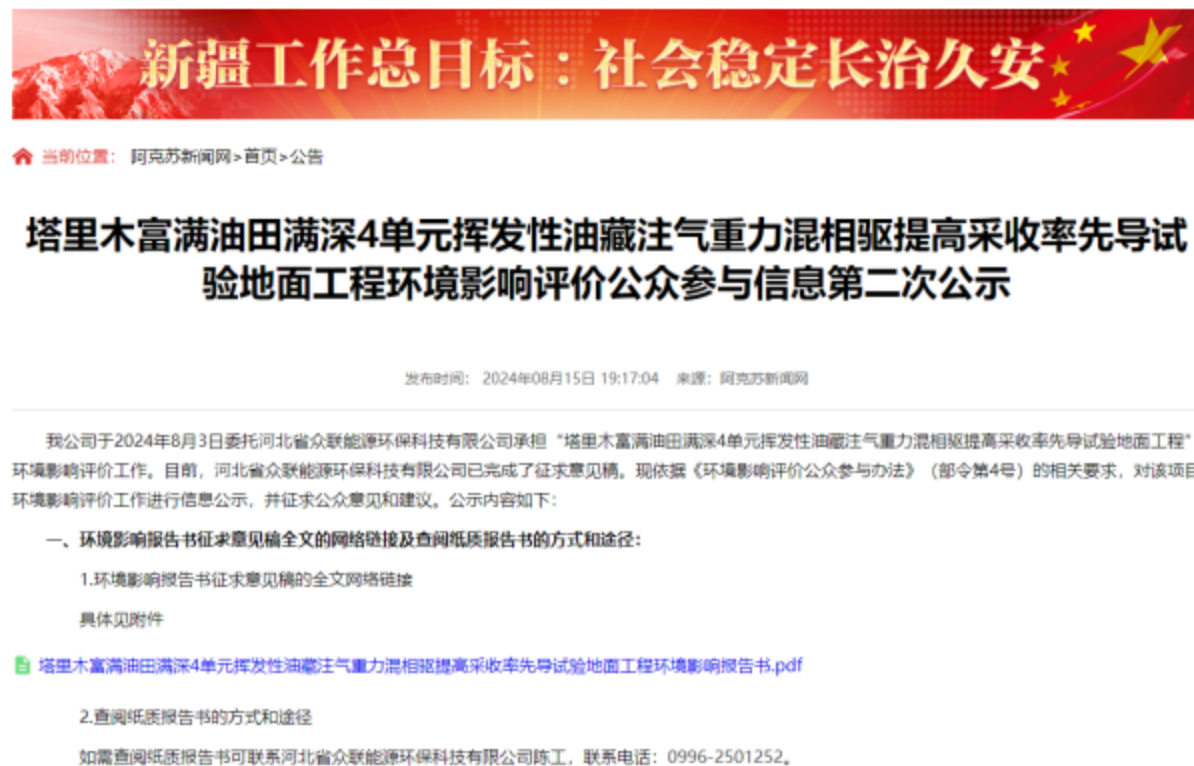 新疆工作总目标：社会稳定长治久安
当前位置： 阿克苏新闻网>首页>公告
塔里木富满油田满深4单元挥发性油藏注气重力混相驱提高采收率先导试
验地面工程环境影响评价公众参与信息第二次公示
发布时间： 2024年08月15日 19:17:04 来源：阿克苏新闻网
我公司于2024年8月3日委托河北省众联能源环保科技有限公司承担“塔里木富满油田满深4单元挥发性油藏注气重力混相驱提高采收率先导试验地面工程”
环境影响评价工作。目前，河北省众联能源环保科技有限公司已完成了征求意见稿。现依据《环境影响评价公众参与办法》（部令第4号）的相关要求，对该项目
环境影响评价工作进行信息公示，并征求公众意见和建议。公示内容如下：
一、环境影响报告书征求意见稿全文的网络链接及查阅纸质报告书的方式和途径：
1.环境影响报告书征求意见稿的全文网络链接
具体见附件
塔里木富满油田满深4单元挥发性油藏注气重力混相驱提高采收率先导试验地面工程环境影响报告书.pdf
2.查阅纸质报告书的方式和途径
如需查阅纸质报告书可联系河北省众联能源环保科技有限公司陈工，联系电话：0996-2501252。